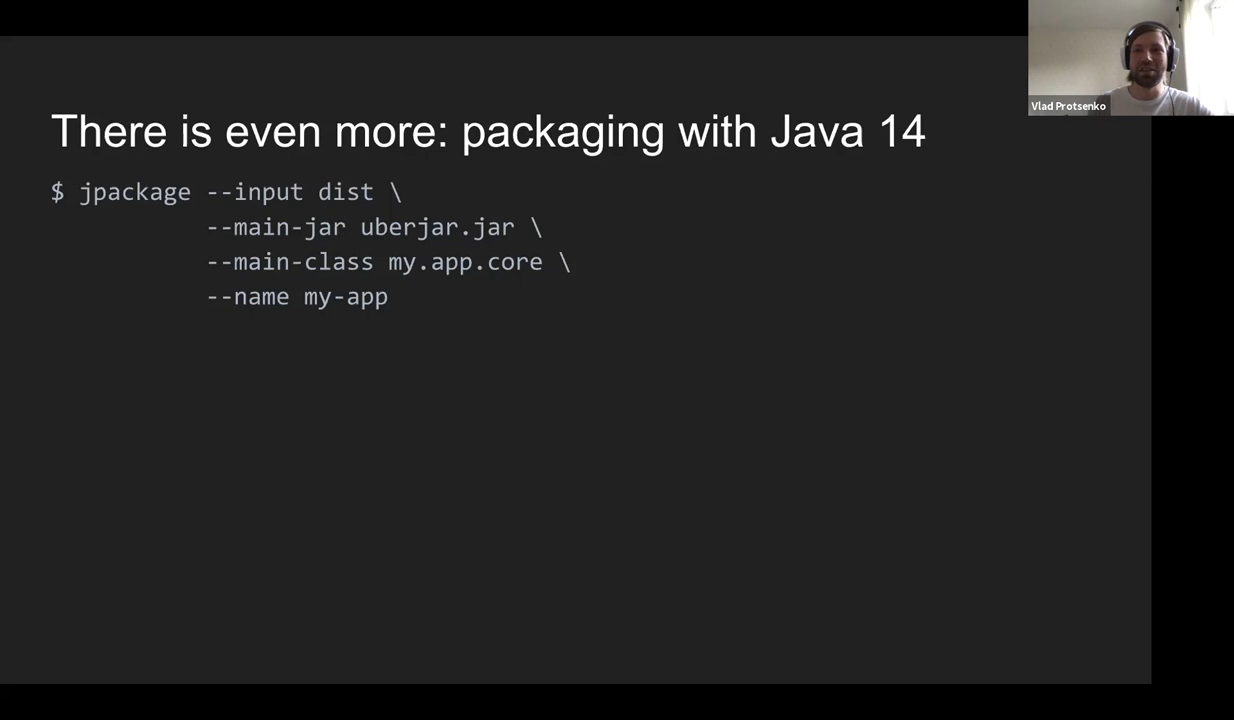 There is even more: packaging with Java 14
$ jpackage --input dist \
--main-jar uberjar.jar \
--main-class my.app.core \
--name my-app
Vlad Protsenko